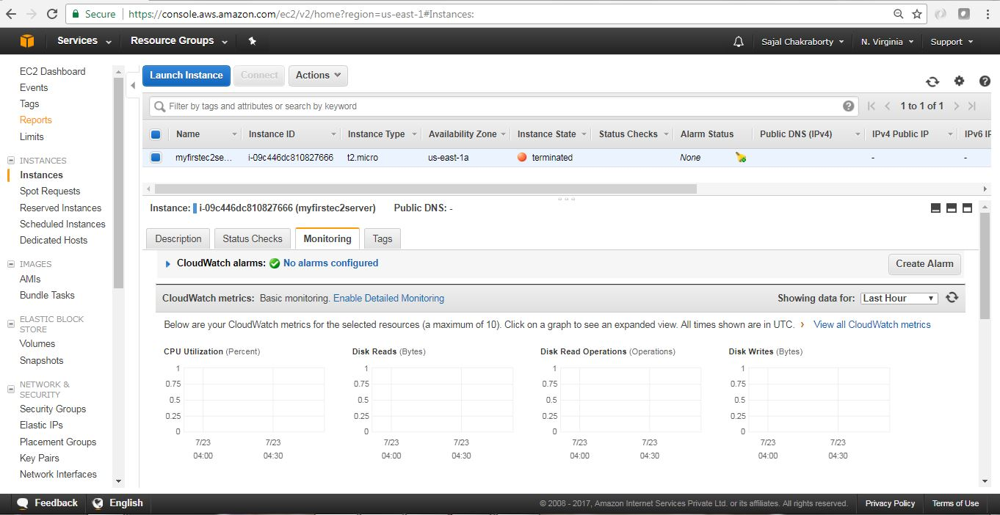 Secure https://console.aws.amazon.com/ec2/v2/home?region=us-east-1#Instances:
Services Resource Groups Sajal Chakraborty N. Virginia Support
EC2 Dashboard
Events
Tags
Reports
Limits
INSTANCES
Instances
Spot Requests
Reserved Instances
Scheduled Instances
Dedicated Hosts
IMAGES
AMIs
Bundle Tasks
ELASTIC BLOCK
STORE
Volumes
Snapshots
NETWORK &
SECURITY
Security Groups
Elastic IPs
Placement Groups
Key Pairs
Network Interfaces
Launch Instance Connect Actions
Filter by tags and attributes or search by keyword 1 to 1 of 1
Name Instance ID Instance Type Availability Zone Instance State Status Checks Alarm Status Public DNS (IPv4) IPv4 Public IP IPv6 IP
myfirstec2se... i-09c446dc810827666 t2.micro us-east-1a terminated None - -
Instance: i-09c446dc810827666 (myfirstec2server) Public DNS: -
Description Status Checks Monitoring Tags
CloudWatch alarms: No alarms configured Create Alarm
CloudWatch metrics: Basic monitoring. Enable Detailed Monitoring Showing data for: Last Hour
Below are your CloudWatch metrics for the selected resources (a maximum of 10). Click on a graph to see an expanded view. All times shown are in UTC. › View all CloudWatch metrics
CPU Utilization (Percent) Disk Reads (Bytes) Disk Read Operations (Operations) Disk Writes (Bytes)
1 1 1 1
0.75 0.75 0.75 0.75
0.5 0.5 0.5 0.5
0.25 0.25 0.25 0.25
0 0 0 0
7/23 7/23 7/23 7/23 7/23 7/23 7/23 7/23
04:00 04:30 04:00 04:30 04:00 04:30 04:00 04:30
Feedback English © 2008 - 2017, Amazon Internet Services Private Ltd. or its affiliates. All rights reserved. Privacy Policy Terms of Use